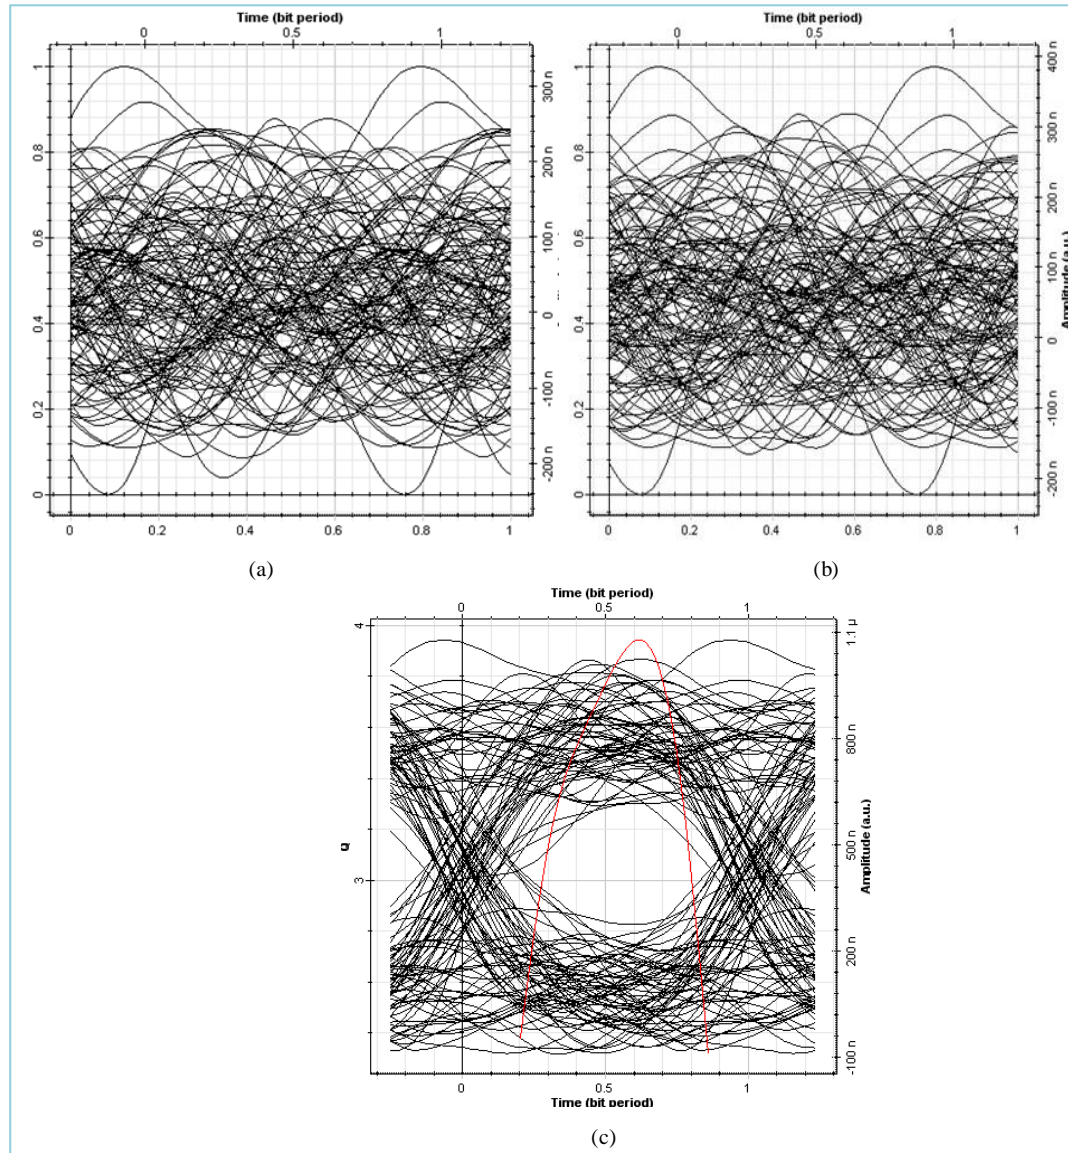 Time (bit period)
0 0.5 1
1
0.8
0.6
0.4
0.2
0
300 n
200 n
100 n
0
-100 n
-200 n
0 0.2 0.4 0.6 0.8 1
(a)
Time (bit period)
0 0.5 1
1
0.8
0.6
0.4
0.2
0
400 n
300 n
200 n
100 n
0
-100 n
-200 n
Amplitude (a.u.)
0 0.2 0.4 0.6 0.8 1
(b)
Time (bit period)
0 0.5 1
4
3
Q
1.1 µ
800 n
500 n
200 n
-100 n
Amplitude (a.u.)
0 0.5 1
Time (bit period)
(c)